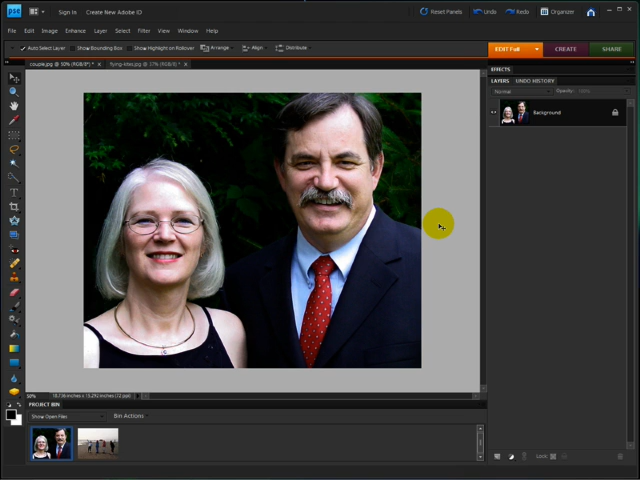 pse Sign In Create New Adobe ID Reset Panels Undo Redo Organizer
File Edit Image Enhance Layer Select Filter View Window Help
Auto Select Layer Show Bounding Box Show Highlight on Rollover Arrange Align Distribute EDIT Full CREATE SHARE
couple.jpg @ 50% (RGB/8*) * flying-kites.jpg @ 37% (RGB/8) *
EFFECTS
LAYERS UNDO HISTORY
Normal Opacity:
Background
50%
PROJECT BIN
Show Open Files Bin Actions
Lock: